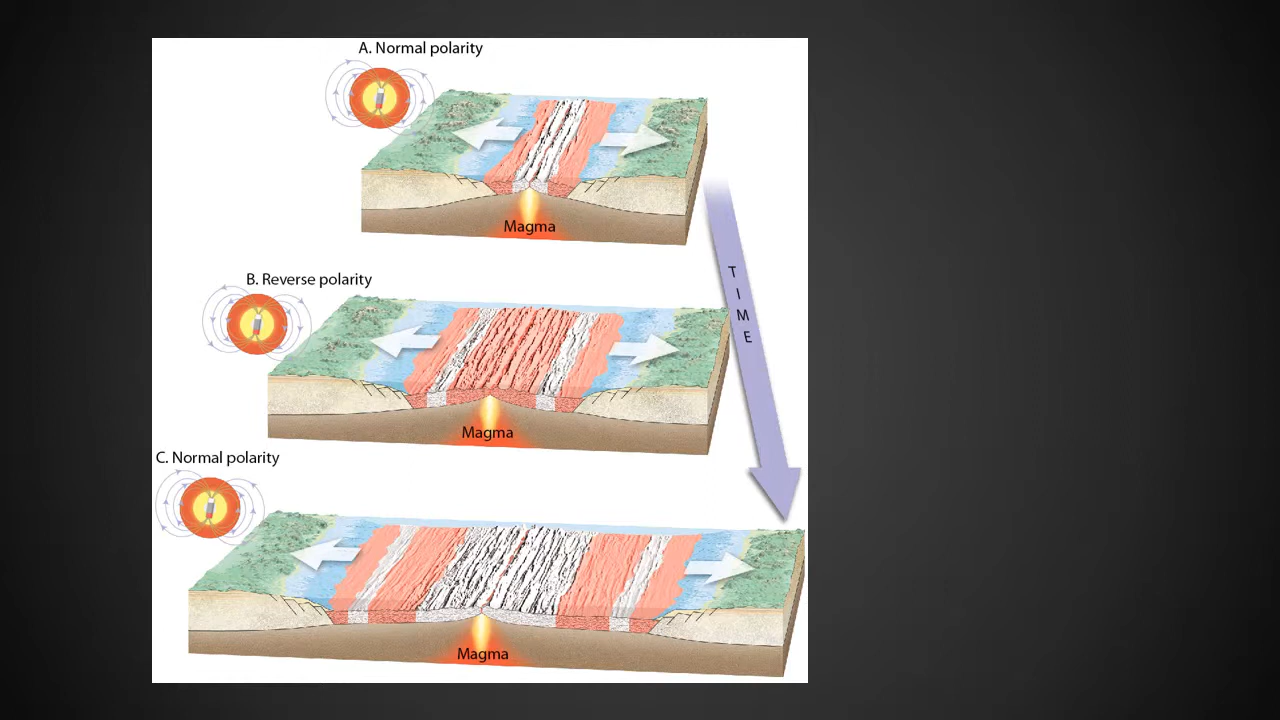 A. Normal polarity
Magma
B. Reverse polarity
T
I
M
E
Magma
C. Normal polarity
Magma